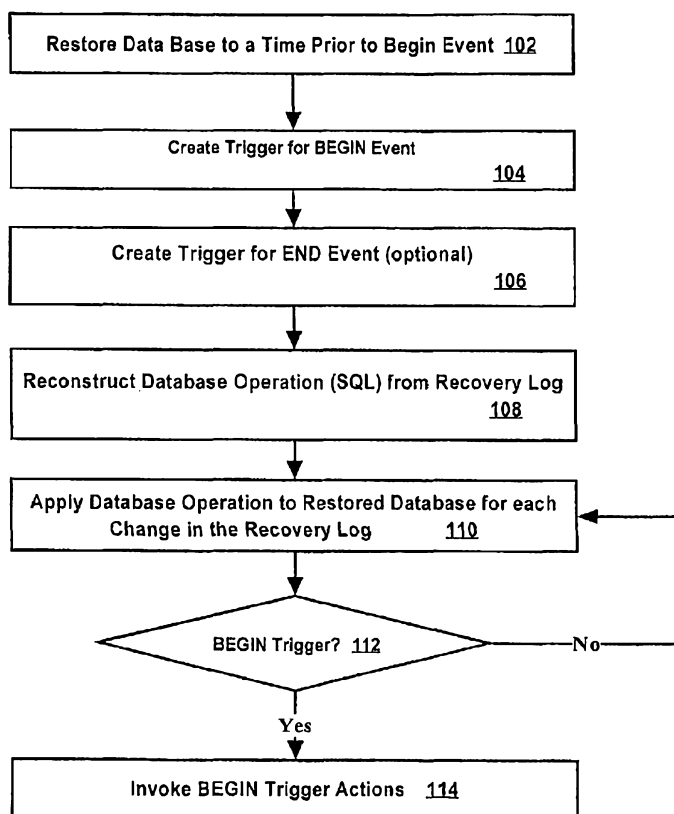 Restore Data Base to a Time Prior to Begin Event 102
Create Trigger for BEGIN Event
104
Create Trigger for END Event (optional)
106
Reconstruct Database Operation (SQL) from Recovery Log
108
Apply Database Operation to Restored Database for each
Change in the Recovery Log 110
BEGIN Trigger? 112
No
Yes
Invoke BEGIN Trigger Actions 114